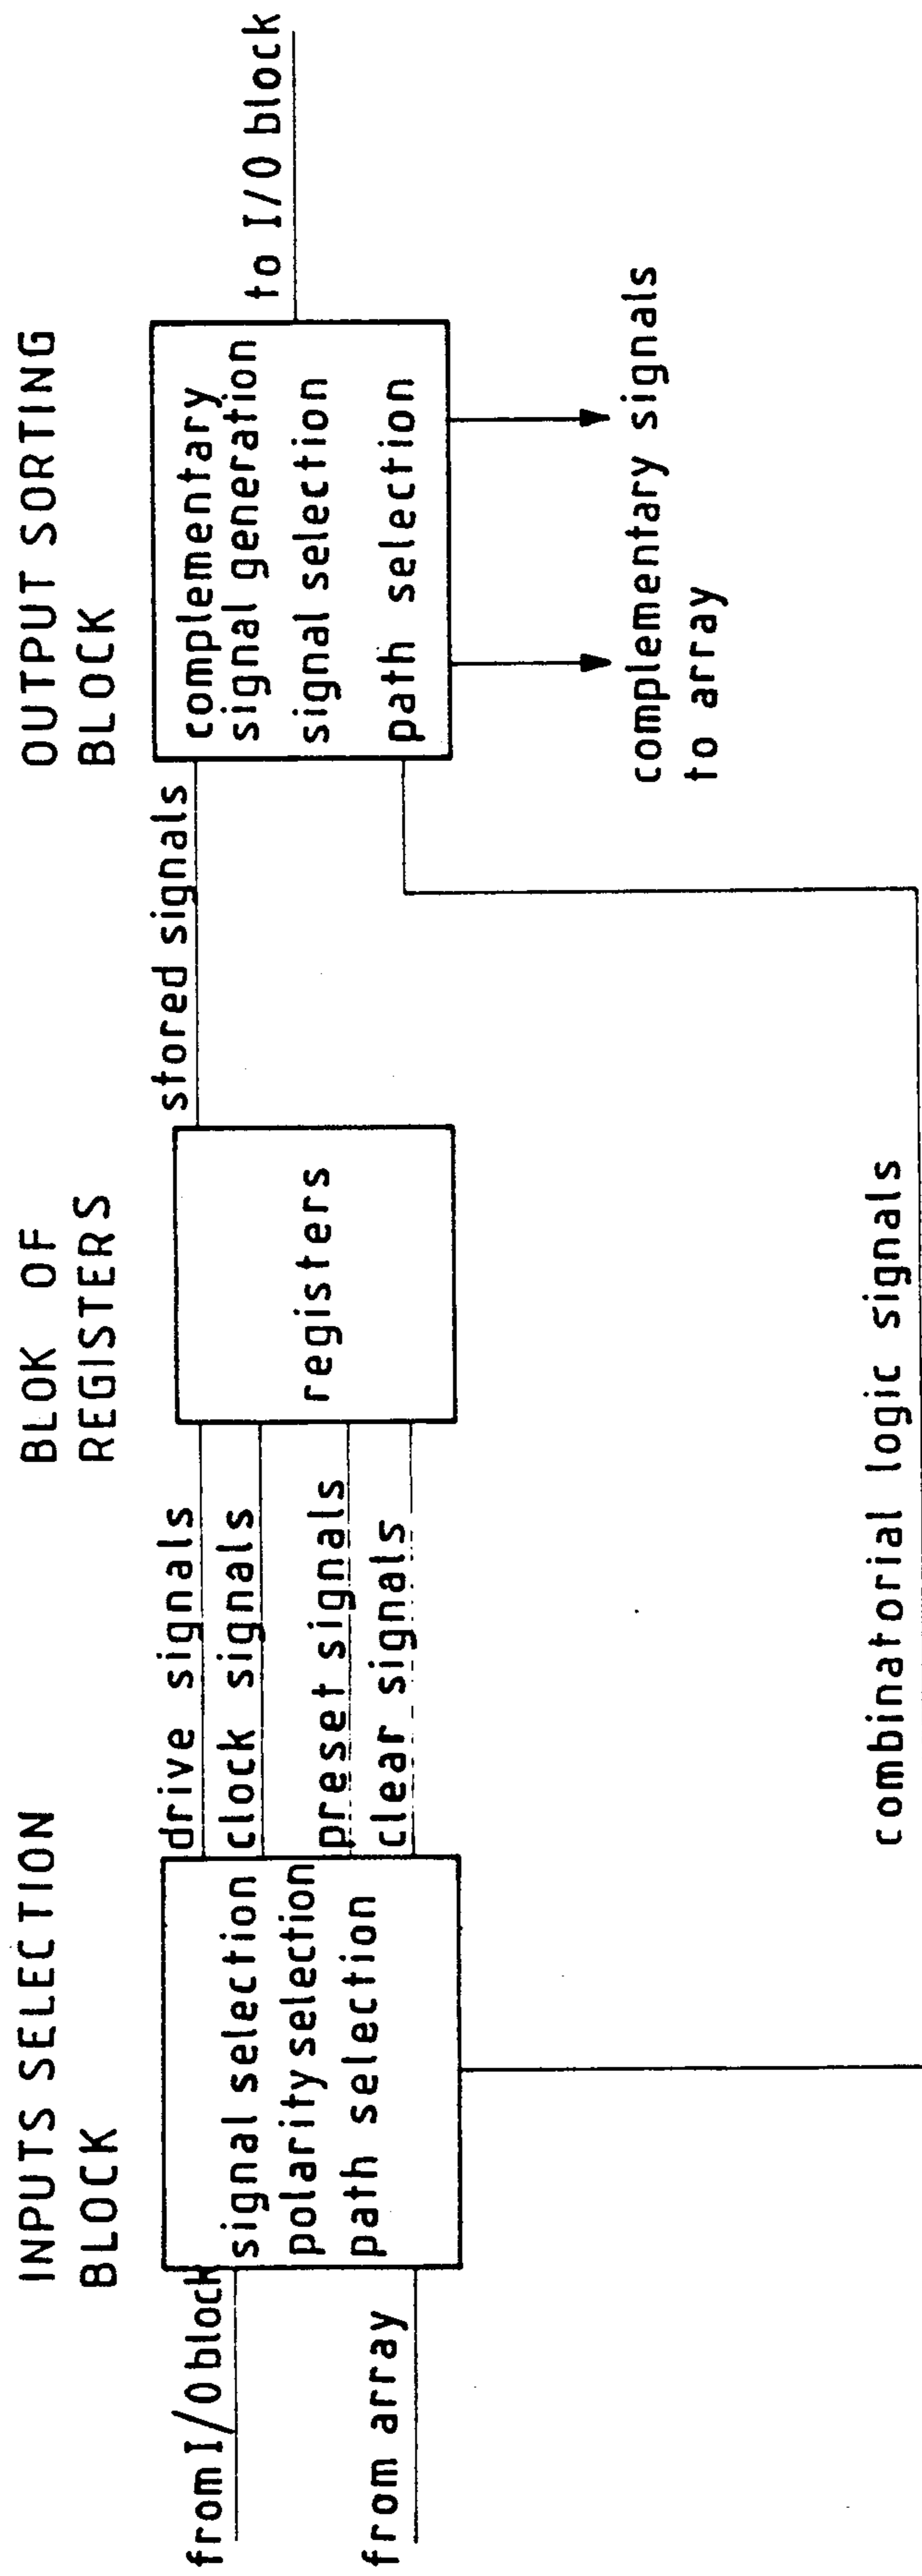 INPUTS SELECTION
BLOCK
BLOK OF
REGISTERS
OUTPUT SORTING
BLOCK
from I/O block
from array
signal selection
polarity selection
path selection
drive signals
clock signals
preset signals
clear signals
registers
stored signals
complementary
signal generation
signal selection
path selection
to I/O block
complementary signals
to array
combinatorial logic signals